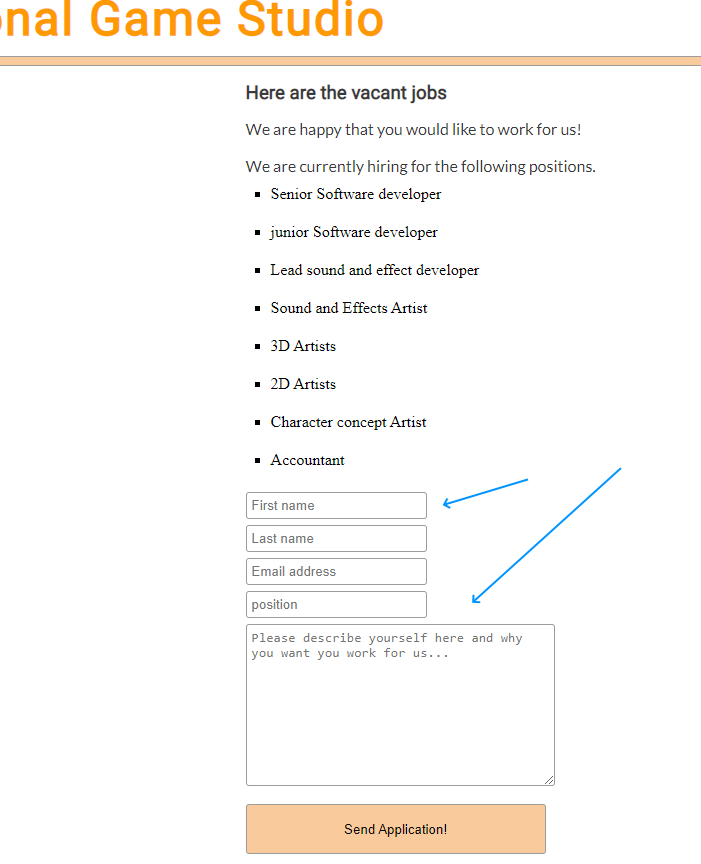 onal Game Studio
Here are the vacant jobs
We are happy that you would like to work for us!
We are currently hiring for the following positions.
Senior Software developer
junior Software developer
Lead sound and effect developer
Sound and Effects Artist
3D Artists
2D Artists
Character concept Artist
Accountant
First name
Last name
Email address
position
Please describe yourself here and why
you want you work for us...
Send Application!